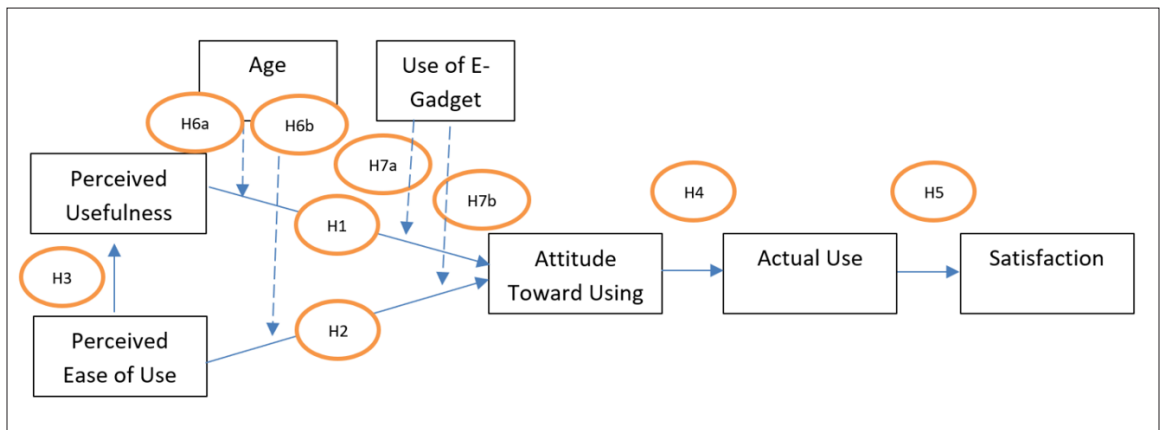 Age
Use of E-
Gadget
H6a
H6b
H7a
H7b
H4
H5
Perceived
Usefulness
H1
H3
Attitude
Toward Using
Actual Use
Satisfaction
H2
Perceived
Ease of Use